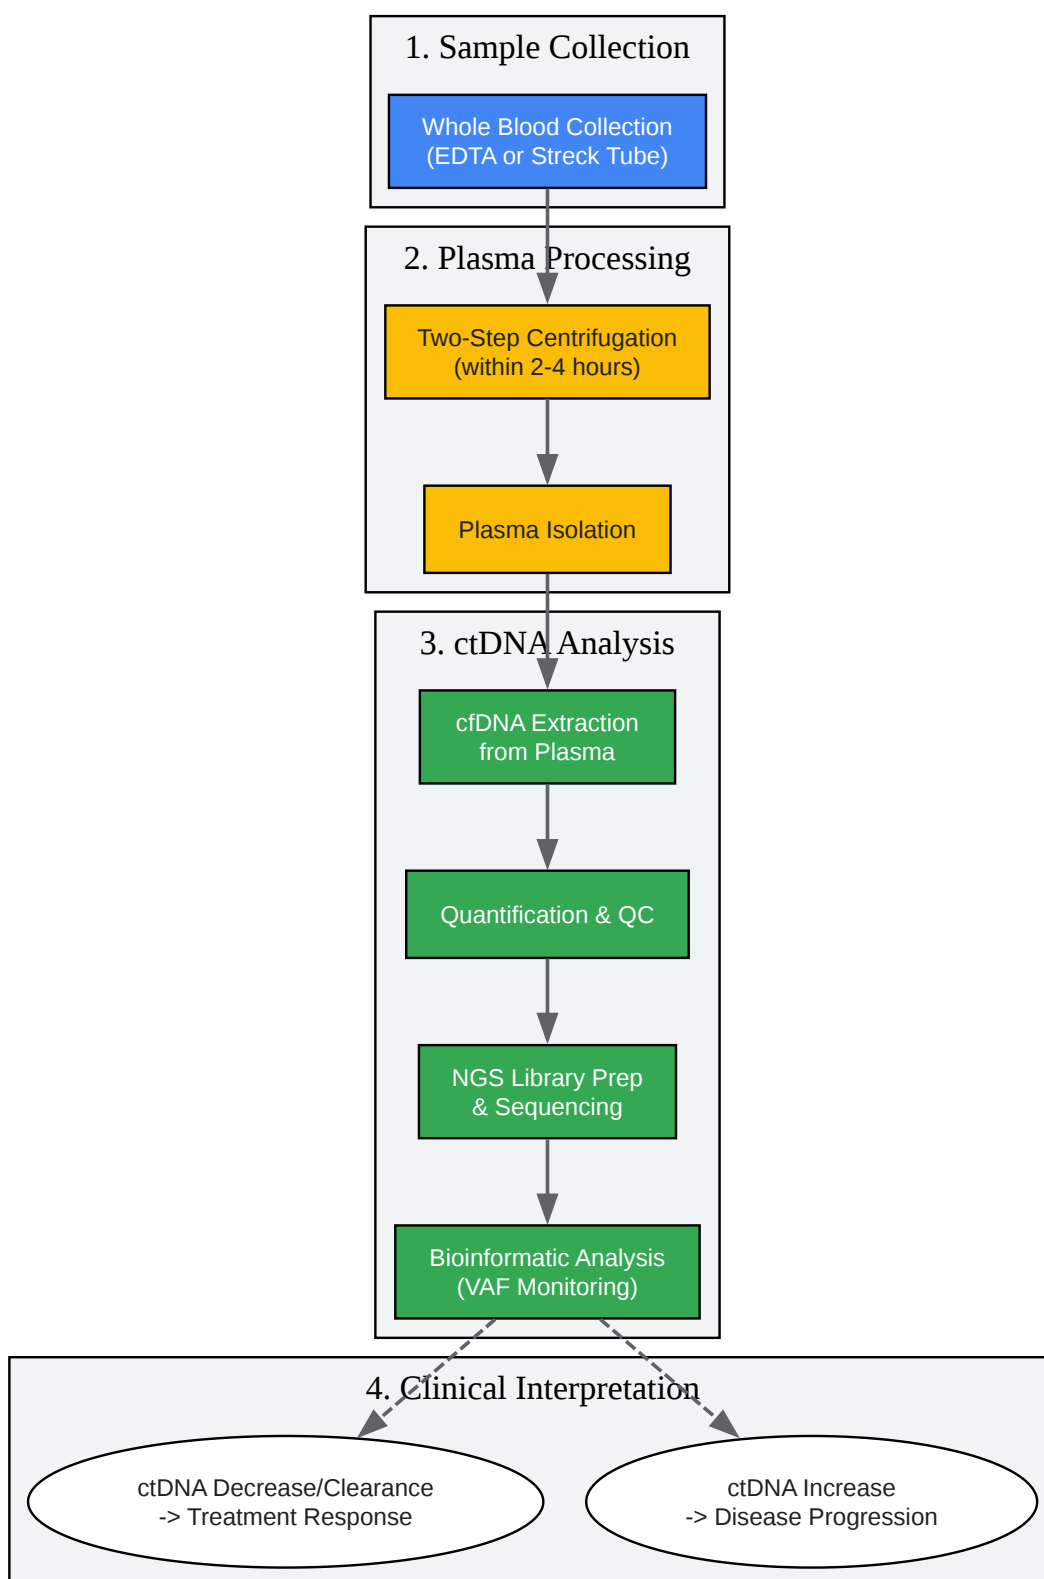 1. Sample Collection
Whole Blood Collection
(EDTA or Streck Tube)
2. Plasma Processing
Two-Step Centrifugation
(within 2-4 hours)
Plasma Isolation
3. ctDNA Analysis
cfDNA Extraction
from Plasma
Quantification & QC
NGS Library Prep
& Sequencing
Bioinformatic Analysis
(VAF Monitoring)
4. Clinical Interpretation
ctDNA Decrease/Clearance
-> Treatment Response
ctDNA Increase
-> Disease Progression